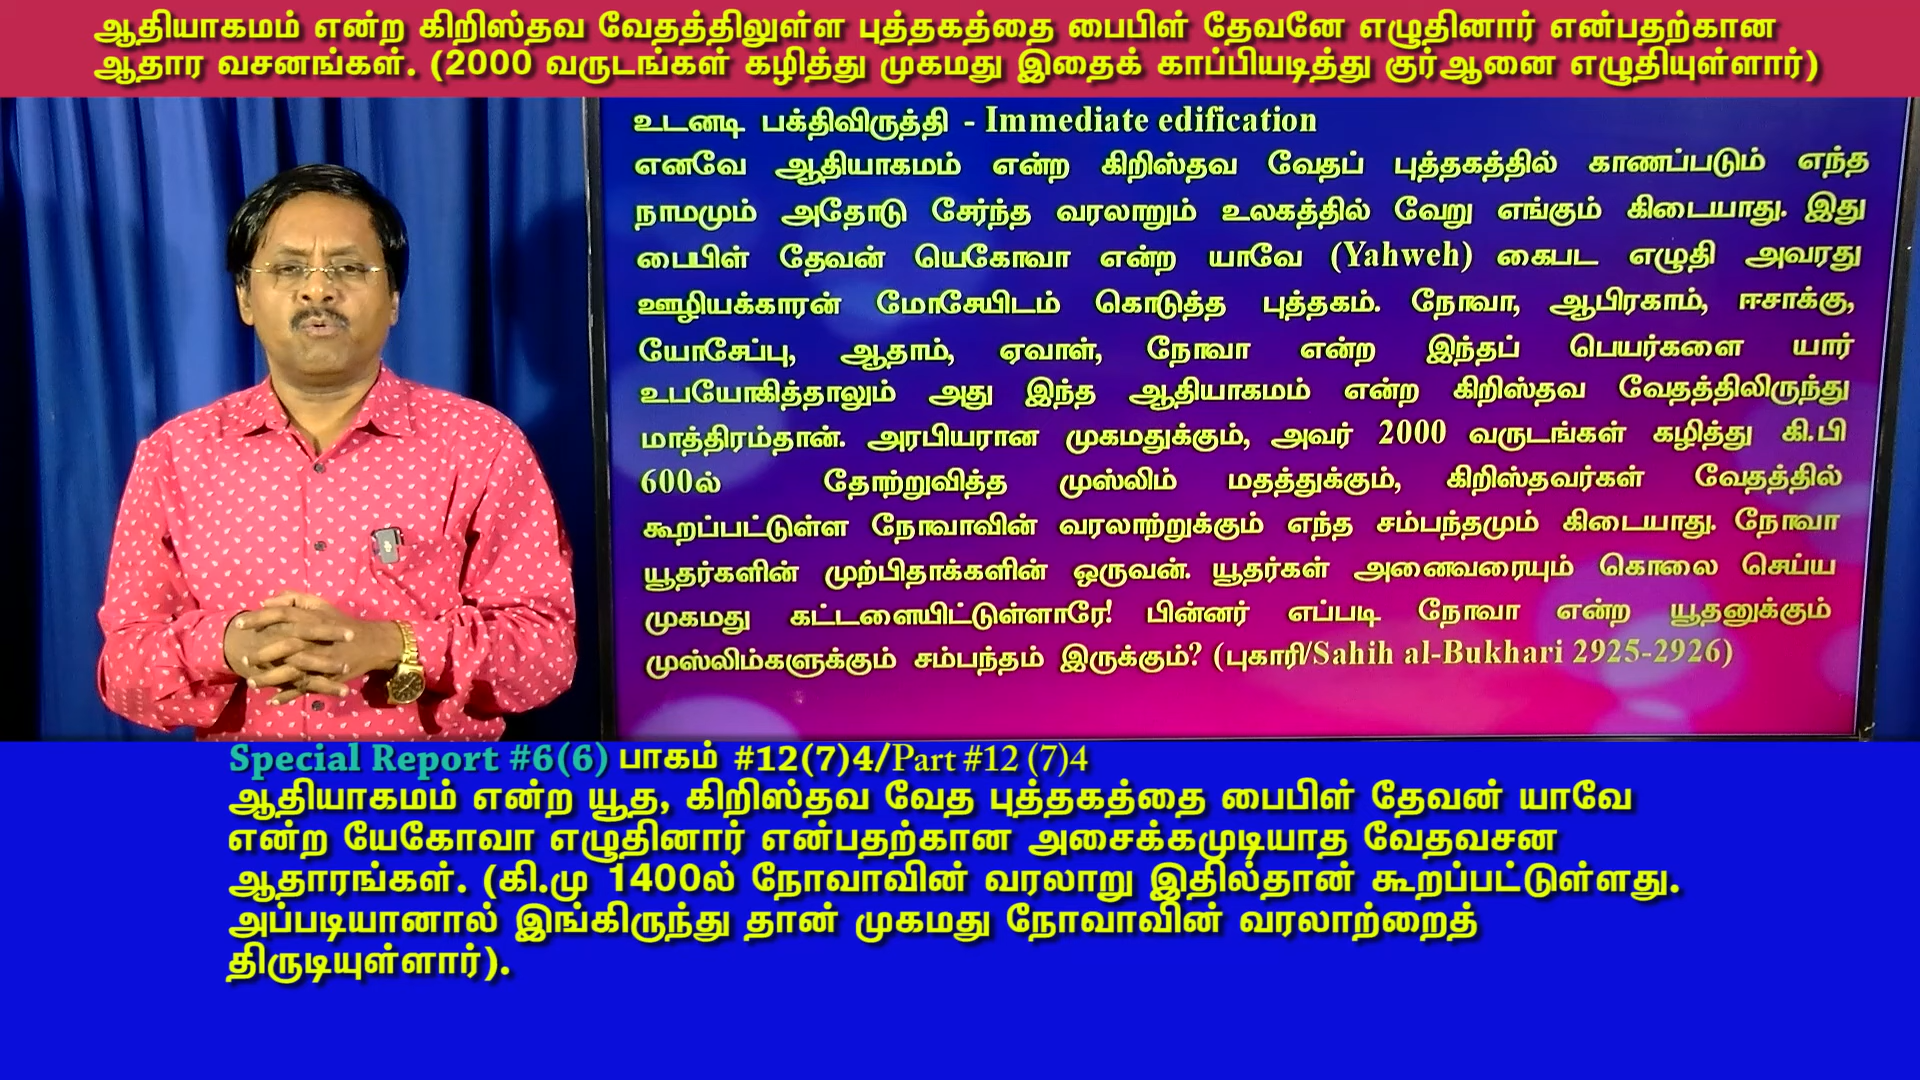 ஆதியாகமம் என்ற கிறிஸ்தவ வேதத்திலுள்ள புத்தகத்தை பைபிள் தேவனே எழுதினார் என்பதற்கான
ஆதார வசனங்கள். (2000 வருடங்கள் கழித்து முகமது இதைக் காப்பியடித்து குர்ஆனை எழுதியுள்ளார்)
உடனடி பக்திவிருத்தி - Immediate edification
எனவே ஆதியாகமம் என்ற கிறிஸ்தவ வேதப் புத்தகத்தில் காணப்படும் எந்த
நாமமும் அதோடு சேர்ந்த வரலாறும் உலகத்தில் வேறு எங்கும் கிடையாது. இது
பைபிள் தேவன் யெகோவா என்ற யாவே (Yahweh) கைபட எழுதி அவரது
ஊழியக்காரன் மோசேயிடம் கொடுத்த புத்தகம். நோவா, ஆபிரகாம், ஈசாக்கு,
யோசேப்பு, ஆதாம், ஏவாள், நோவா என்ற இந்தப் பெயர்களை யார்
உபயோகித்தாலும் அது இந்த ஆதியாகமம் என்ற கிறிஸ்தவ வேதத்திலிருந்து
மாத்திரம்தான். அரபியரான முகமதுக்கும், அவர் 2000 வருடங்கள் கழித்து கி.பி
600ல் தோற்றுவித்த முஸ்லிம் மதத்துக்கும், கிறிஸ்தவர்கள் வேதத்தில்
கூறப்பட்டுள்ள நோவாவின் வரலாற்றுக்கும் எந்த சம்பந்தமும் கிடையாது. நோவா
யூதர்களின் முற்பிதாக்களின் ஒருவன். யூதர்கள் அனைவரையும் கொலை செய்ய
முகமது கட்டளையிட்டுள்ளாரே! பின்னர் எப்படி நோவா என்ற யூதனுக்கும்
முஸ்லிம்களுக்கும் சம்பந்தம் இருக்கும்? (புகாரி/Sahih al-Bukhari 2925-2926)
Special Report #6(6) பாகம் #12(7)4/Part #12 (7)4
ஆதியாகமம் என்ற யூத, கிறிஸ்தவ வேத புத்தகத்தை பைபிள் தேவன் யாவே
என்ற யேகோவா எழுதினார் என்பதற்கான அசைக்கமுடியாத வேதவசன
ஆதாரங்கள். (கி.மு 1400ல் நோவாவின் வரலாறு இதில்தான் கூறப்பட்டுள்ளது.
அப்படியானால் இங்கிருந்து தான் முகமது நோவாவின் வரலாற்றைத்
திருடியுள்ளார்).